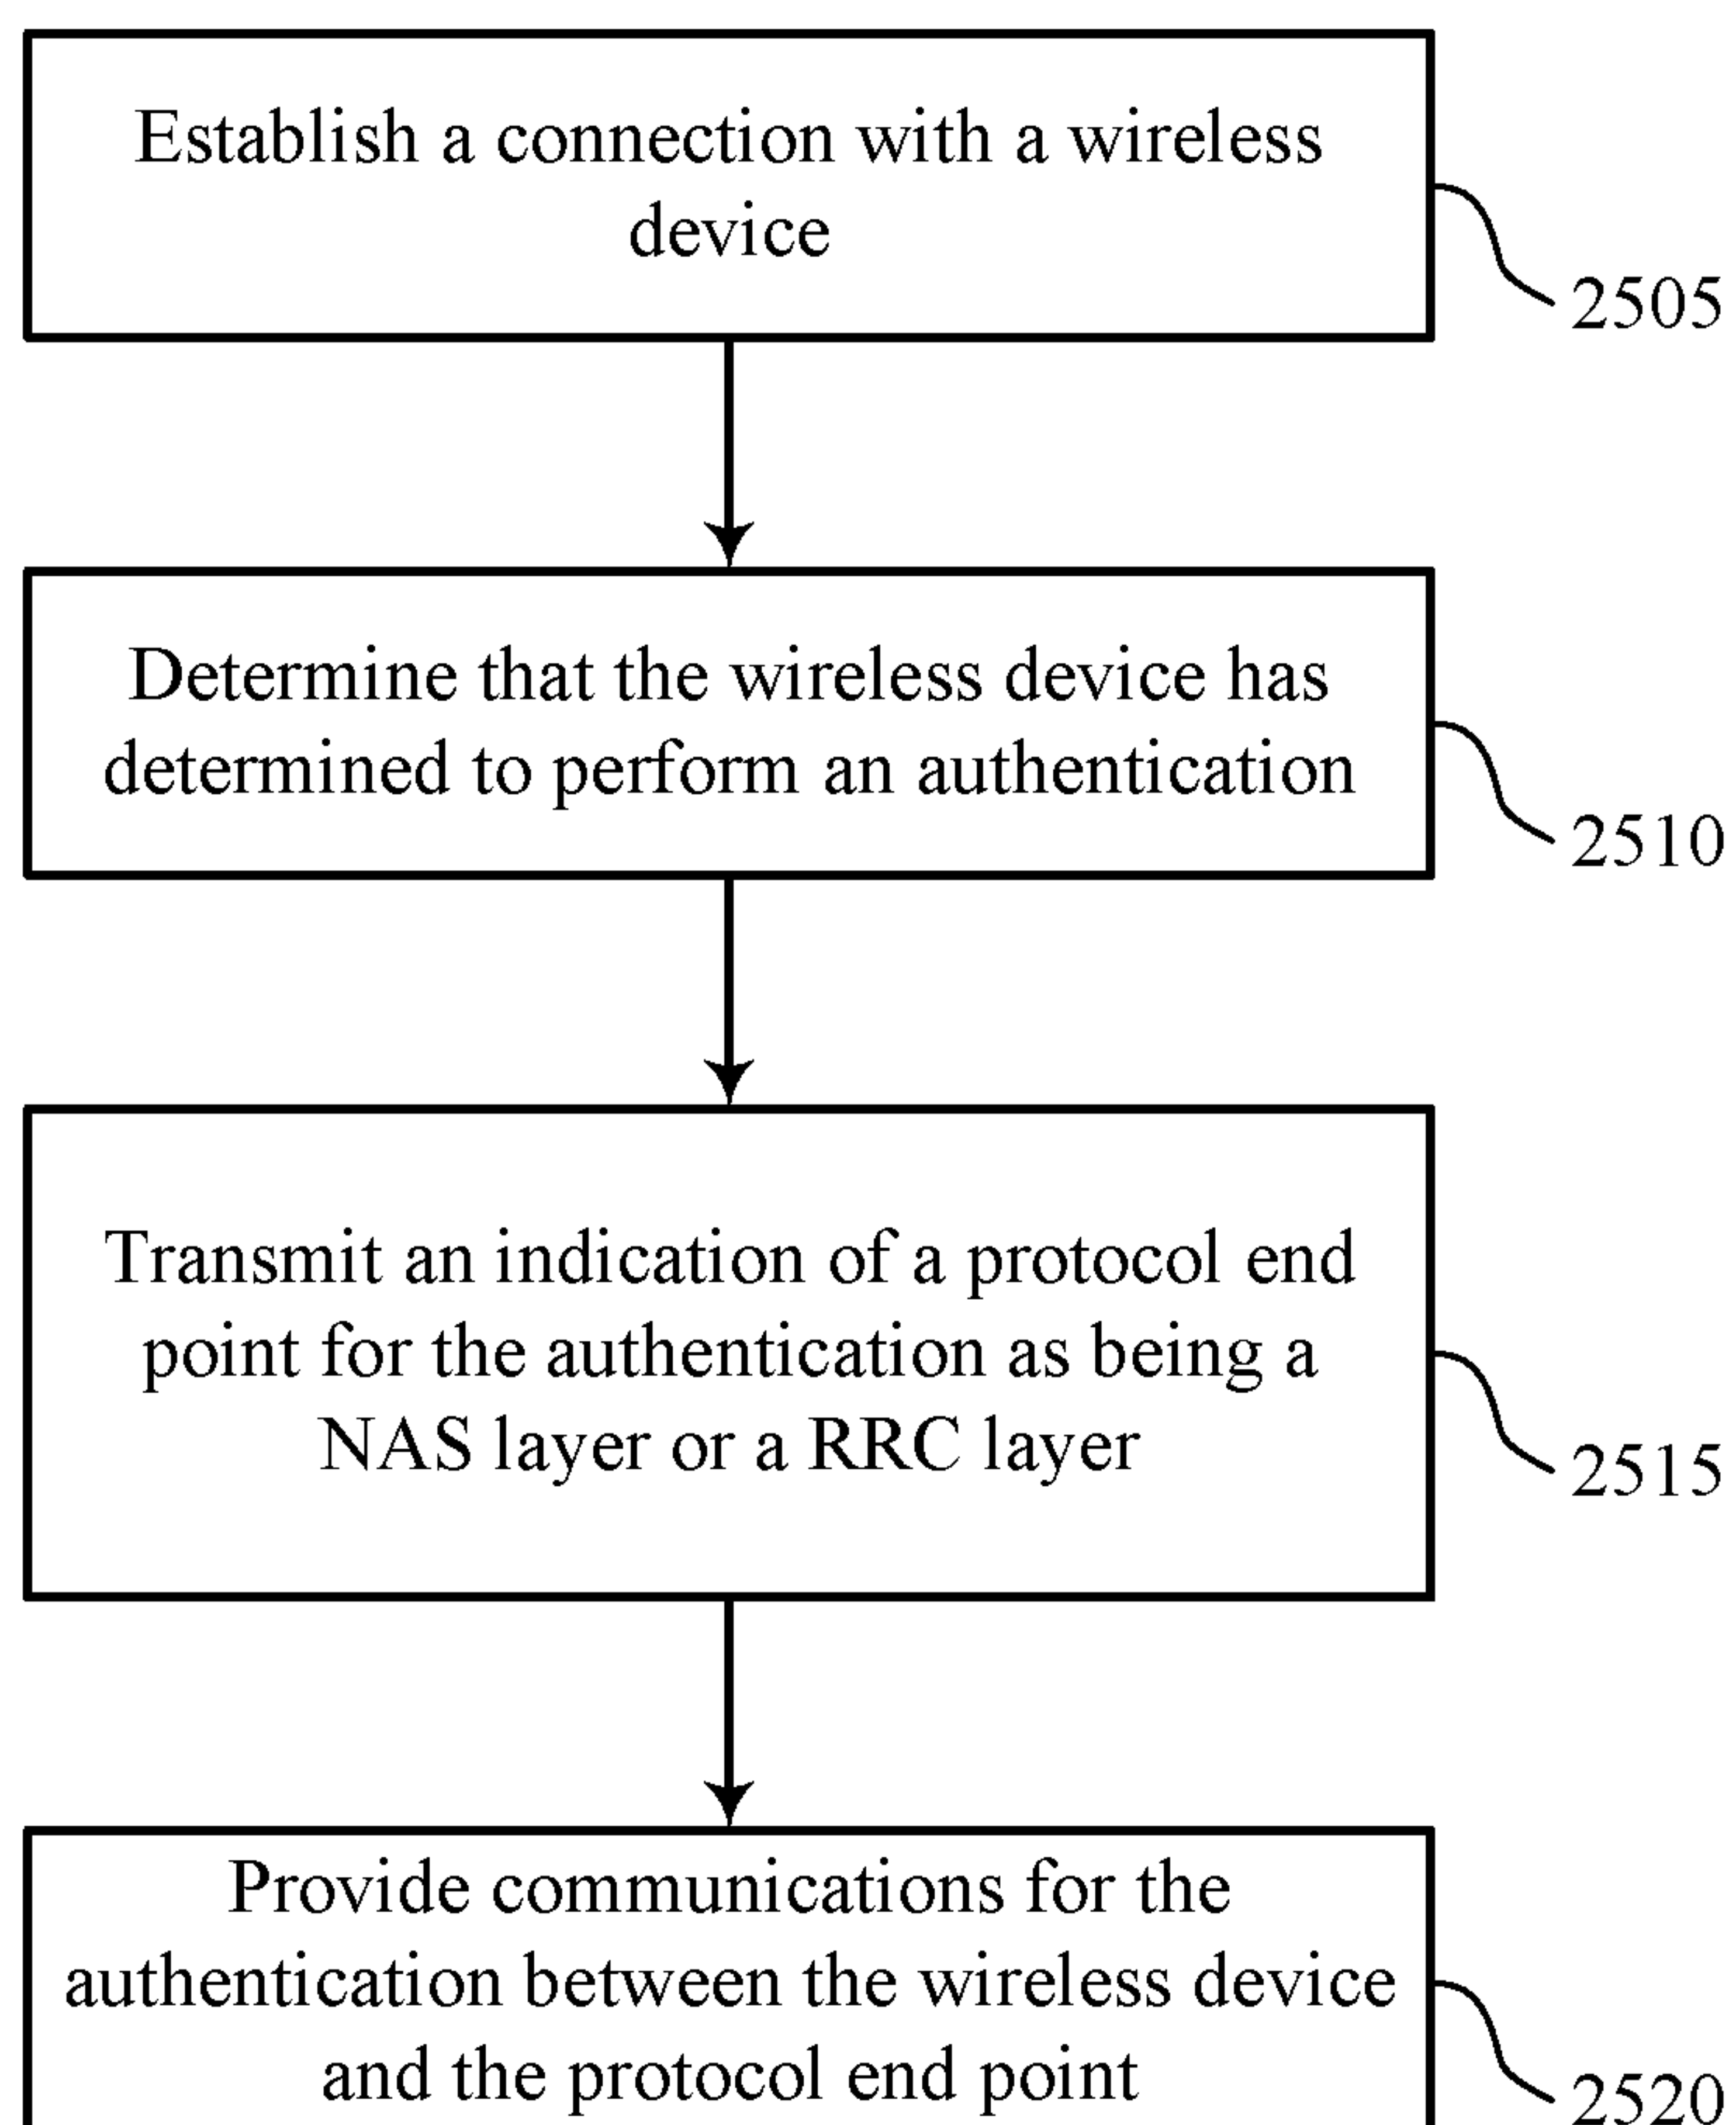 Establish a connection with a wireless
device
2505
Determine that the wireless device has
determined to perform an authentication
2510
Transmit an indication of a protocol end
point for the authentication as being a
NAS layer or a RRC layer
2515
Provide communications for the
authentication between the wireless device
and the protocol end point
2520